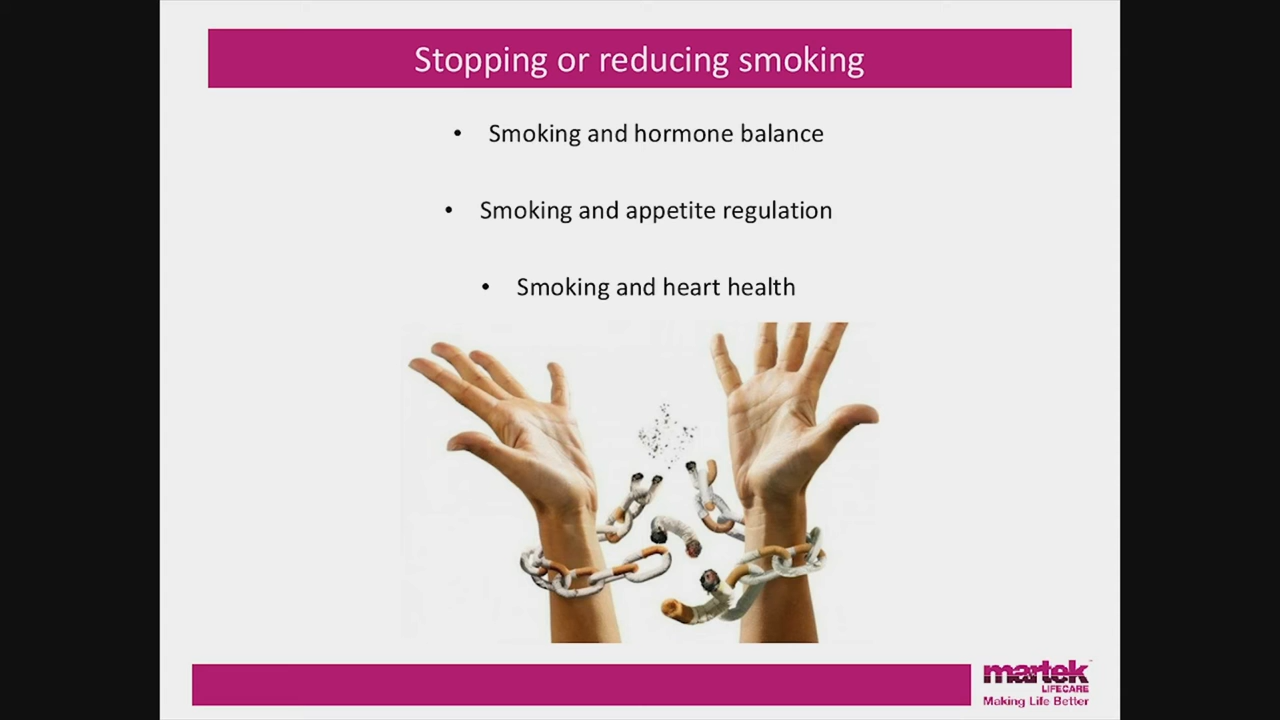 Stopping or reducing smoking
• Smoking and hormone balance
• Smoking and appetite regulation
• Smoking and heart health
martek
LIFECARE
Making Life Better